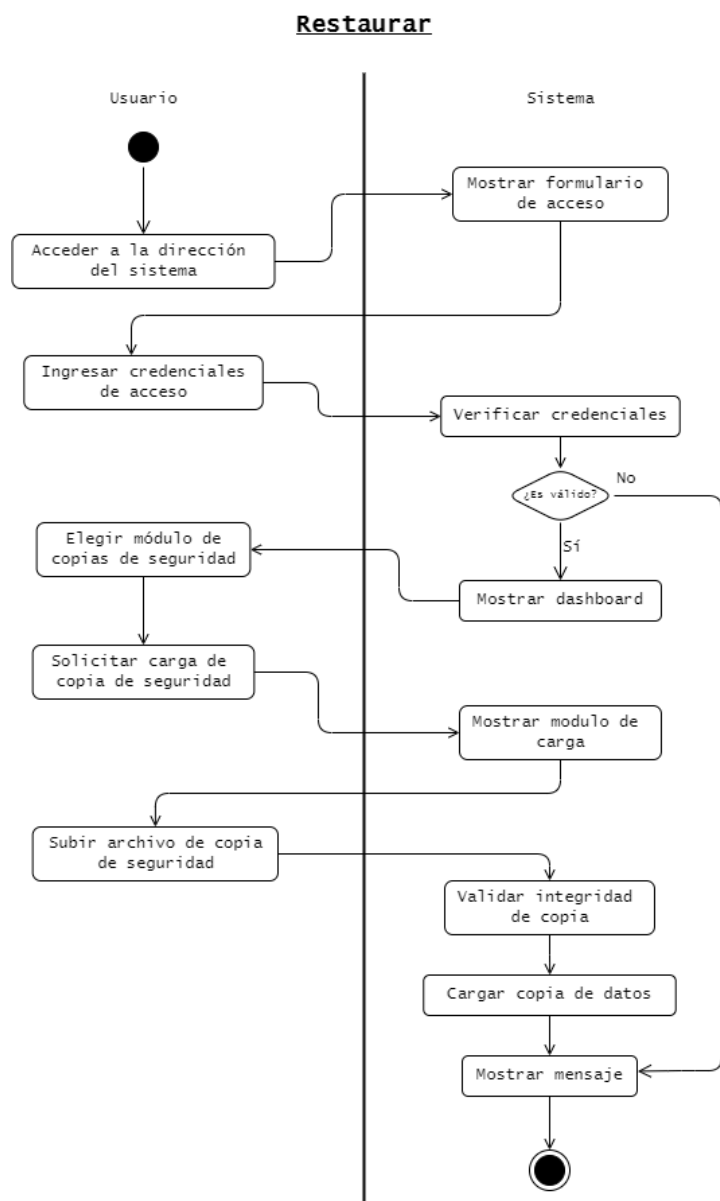 Restaurar
Usuario
Sistema
Mostrar formulario
de acceso
Acceder a la dirección
del sistema
Ingresar credenciales
de acceso
Verificar credenciales
¿Es válido?
No
Sí
Elegir módulo de
copias de seguridad
Mostrar dashboard
Solicitar carga de
copia de seguridad
Mostrar modulo de
carga
Subir archivo de copia
de seguridad
Validar integridad
de copia
Cargar copia de datos
Mostrar mensaje